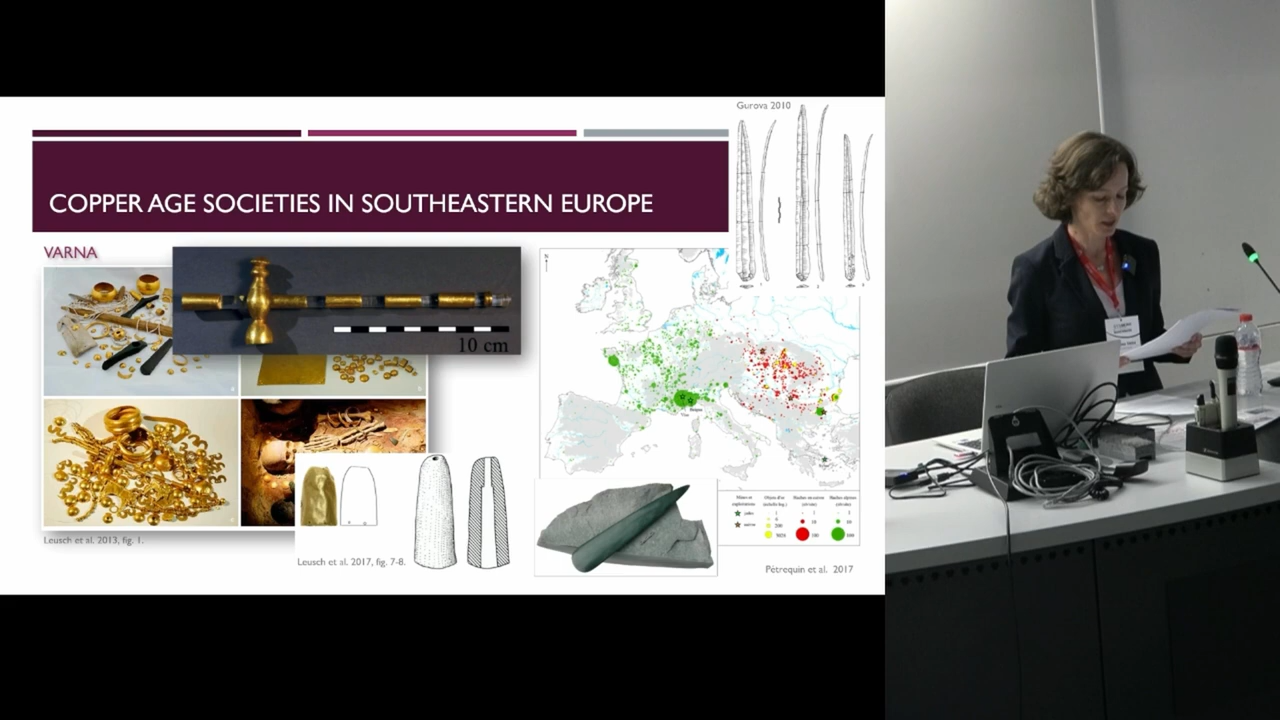 Gurova 2010
COPPER AGE SOCIETIES IN SOUTHEASTERN EUROPE
VARNA
10 cm
N
Leusch et al. 2013, fig. 1.
Leusch et al. 2017, fig. 7-8.
Pétrequin et al. 2017